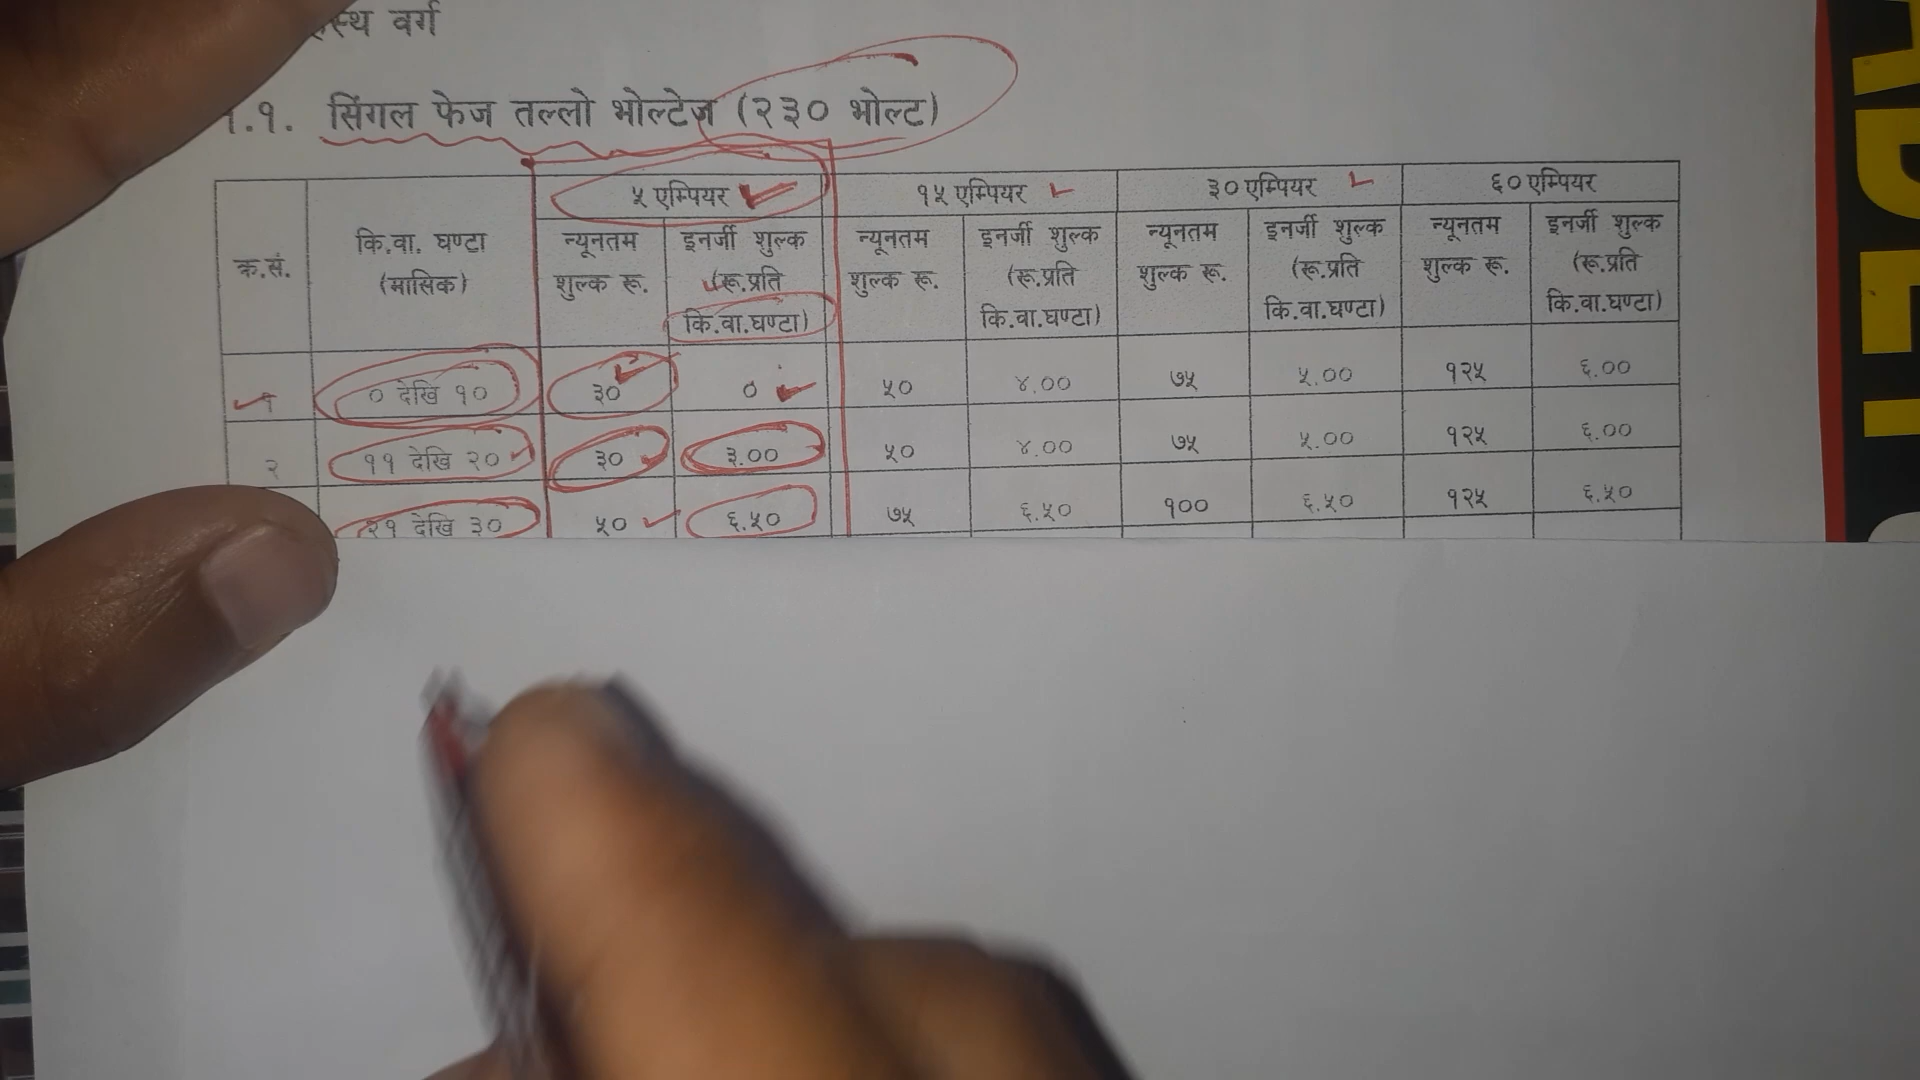 वर्ग
१.१. सिंगल फेज तल्लो भोल्टेज (२३० भोल्ट)
क्र.सं. कि.वा. घण्टा (मासिक) ५ एम्पियर १५ एम्पियर ३० एम्पियर ६० एम्पियर
न्यूनतम इनर्जी शुल्क न्यूनतम इनर्जी शुल्क न्यूनतम इनर्जी शुल्क न्यूनतम इनर्जी शुल्क
शुल्क रू. (रू.प्रति शुल्क रू. (रू.प्रति शुल्क रू. (रू.प्रति शुल्क रू. (रू.प्रति
कि.वा.घण्टा) कि.वा.घण्टा) कि.वा.घण्टा) कि.वा.घण्टा)
१ ० देखि १० ३० ० ५० ४.०० ७५ ५.०० १२५ ६.००
२ ११ देखि २० ३० ३.०० ५० ४.०० ७५ ५.०० १२५ ६.००
२१ देखि ३० ५० ६.५० ७५ ६.५० १०० ६.५० १२५ ६.५०